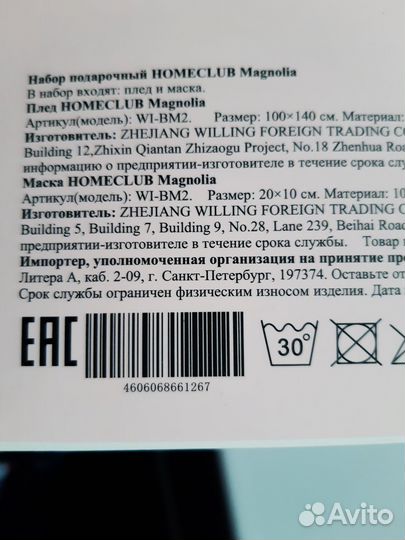 Набор подарочный HOMECLUB Magnolia
В набор входят: плед и маска.
Плед HOMECLUB Magnolia
Артикул(модель): WI-BM2. Размер: 100×140 см. Материал:
Изготовитель: ZHEJIANG WILLING FOREIGN TRADING CO
Building 12,Zhixin Qiantan Zhizaogu Project, No.18 Zhenhua Roa
информацию о предприятии-изготовителе в течение срока слу
Маска HOMECLUB Magnolia
Артикул(модель): WI-BM2. Размер: 20×10 см. Материал: 10
Изготовитель: ZHEJIANG WILLING FOREIGN TRADING C
Building 5, Building 7, Building 9, No.28, Lane 239, Beihai Road
предприятии-изготовителе в течение срока службы. Товар
Импортер, уполномоченная организация на принятие пре
Литера А, каб. 2-09, г. Санкт-Петербург, 197374. Оставьте от
Срок службы ограничен физическим износом изделия. Дата
EAC
30°
4606068661267
Avito